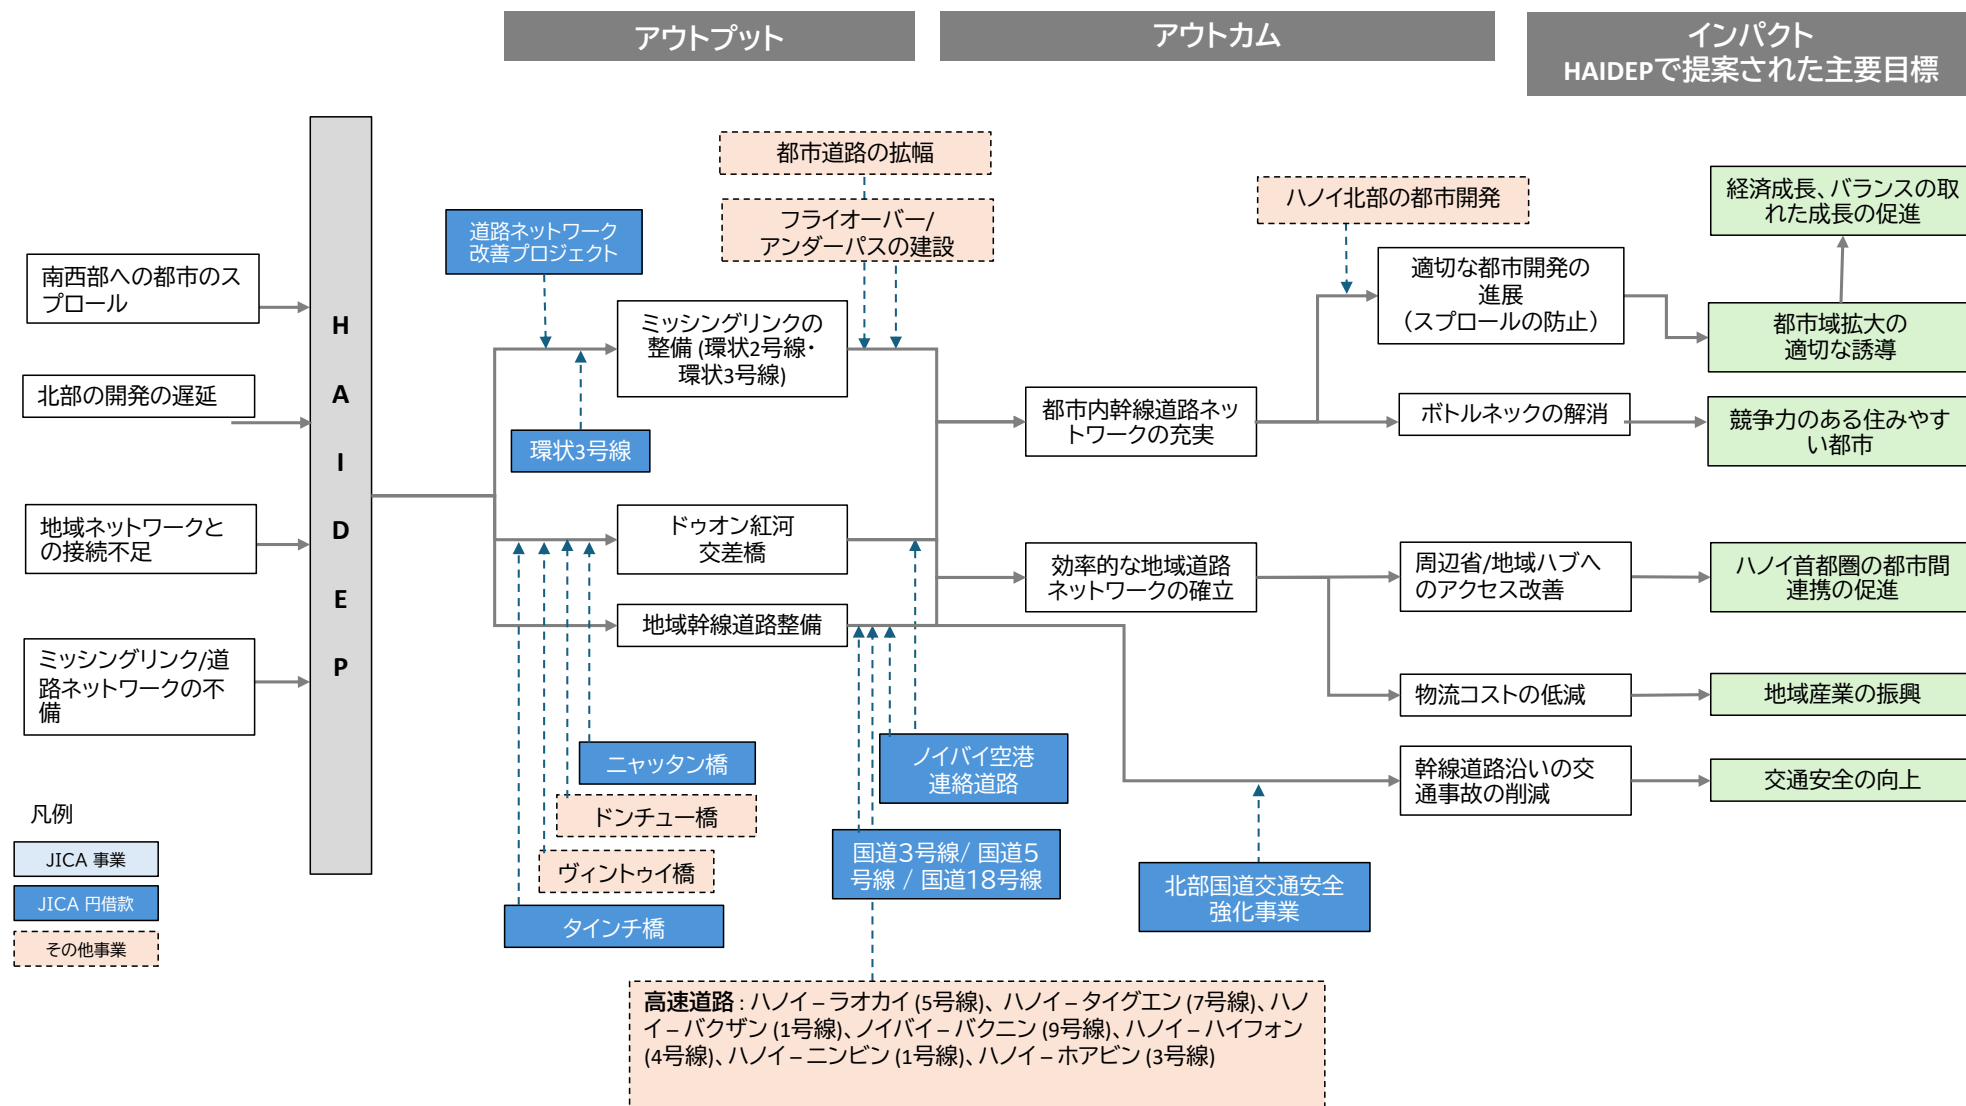 アウトプット
アウトカム
インパクト
HAIDEPで提案された主要目標
南西部への都市のス
プロール
北部の開発の遅延
地域ネットワークと
の接続不足
ミッシングリンク/道
路ネットワークの不
備
H
A
I
D
E
P
道路ネットワーク
改善プロジェクト
都市道路の拡幅
フライオーバー/
アンダーパスの建設
ミッシングリンクの
整備 (環状2号線・
環状3号線)
環状3号線
ドゥオン紅河
交差橋
地域幹線道路整備
ニャッタン橋
ドンチュー橋
ヴィントゥイ橋
タインチ橋
ノイバイ空港
連絡道路
国道3号線/ 国道5
号線 / 国道18号線
高速道路 : ハノイ – ラオカイ (5号線)、 ハノイ – タイグエン (7号線)、ハノ
イ – バクザン (1号線)、ノイバイ – バクニン (9号線)、ハノイ – ハイフォン
(4号線)、ハノイ – ニンビン (1号線)、ハノイ – ホアビン (3号線)
都市内幹線道路ネッ
トワークの充実
効率的な地域道路
ネットワークの確立
ハノイ北部の都市開発
適切な都市開発の
進展
（スプロールの防止）
ボトルネックの解消
周辺省/地域ハブへ
のアクセス改善
物流コストの低減
幹線道路沿いの交
通事故の削減
北部国道交通安全
強化事業
経済成長、バランスの取
れた成長の促進
都市域拡大の
適切な誘導
競争力のある住みやす
い都市
ハノイ首都圏の都市間
連携の促進
地域産業の振興
交通安全の向上
凡例
JICA 事業
JICA 円借款
その他事業